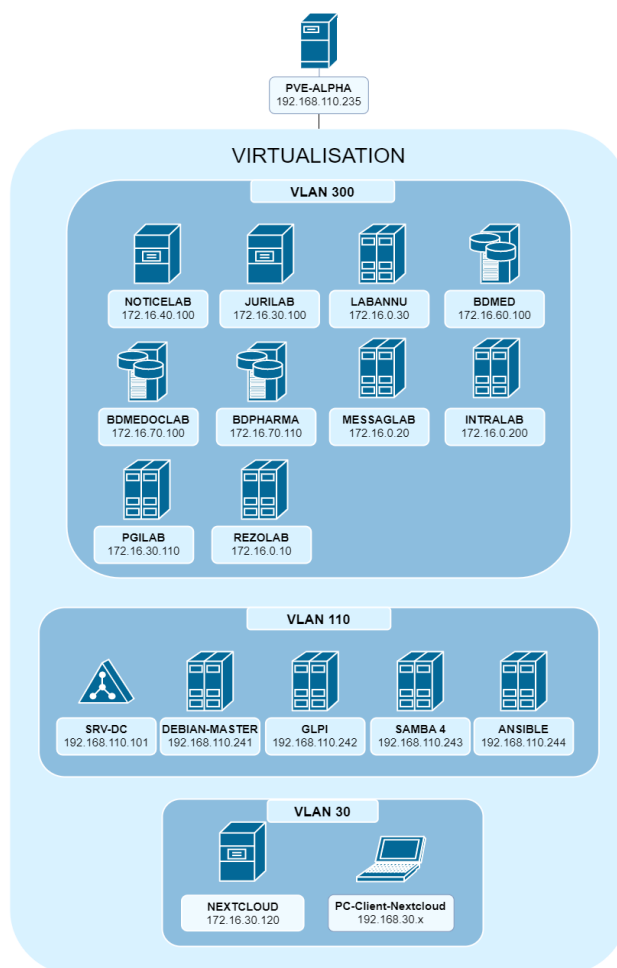 PVE-ALPHA
192.168.110.235
VIRTUALISATION
VLAN 300
NOTICELAB
172.16.40.100
JURILAB
172.16.30.100
LABANNU
172.16.0.30
BDMED
172.16.60.100
BDMEDOCLAB
172.16.70.100
BDPHARMA
172.16.70.110
MESSAGLAB
172.16.0.20
INTRALAB
172.16.0.200
PGILAB
172.16.30.110
REZOLAB
172.16.0.10
VLAN 110
SRV-DC
192.168.110.101
DEBIAN-MASTER
192.168.110.241
GLPI
192.168.110.242
SAMBA 4
192.168.110.243
ANSIBLE
192.168.110.244
VLAN 30
NEXTCLOUD
172.16.30.120
PC-Client-Nextcloud
192.168.30.x